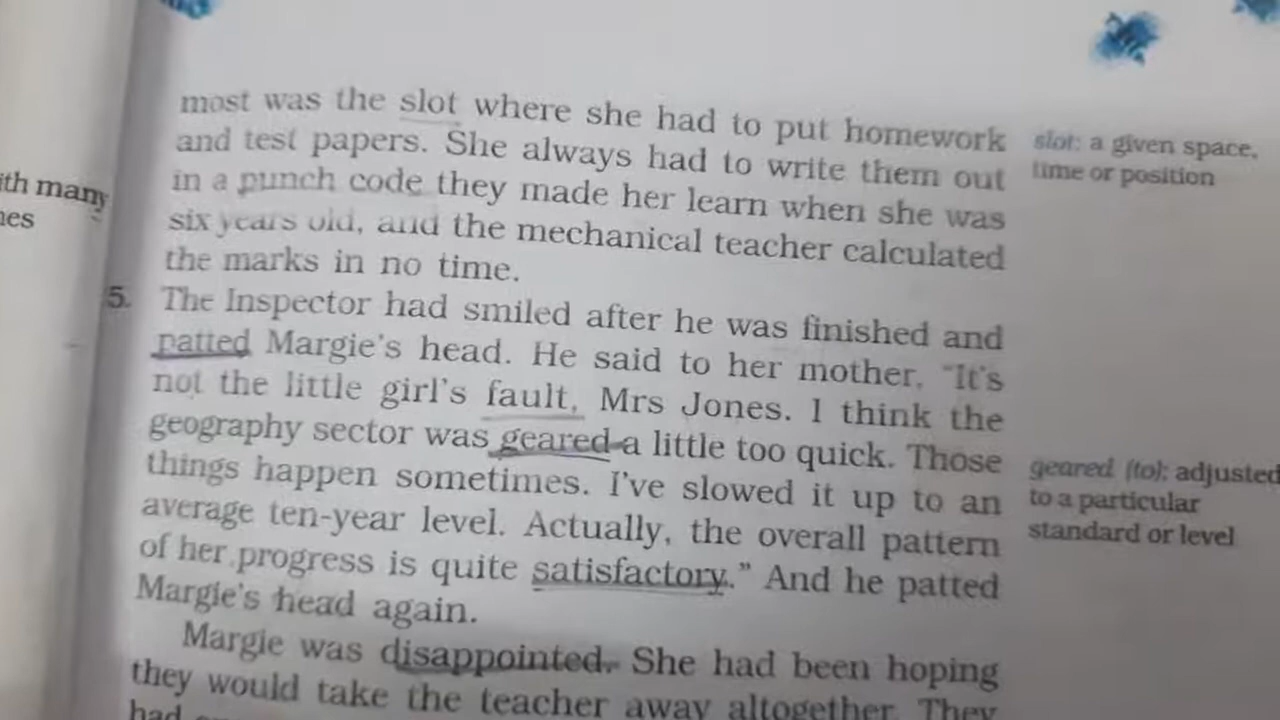 most was the slot where she had to put homework
and test papers. She always had to write them out
in a punch code they made her learn when she was
six years old, and the mechanical teacher calculated
the marks in no time.
5. The Inspector had smiled after he was finished and
patted Margie's head. He said to her mother, “It's
not the little girl's fault, Mrs Jones. I think the
geography sector was geared a little too quick. Those
things happen sometimes. I've slowed it up to an
average ten-year level. Actually, the overall pattern
of her progress is quite satisfactory.” And he patted
Margie's head again.
Margie was disappointed. She had been hoping
they would take the teacher away altogether. They
had
slot: a given space,
time or position
geared (to): adjusted
to a particular
standard or level
many